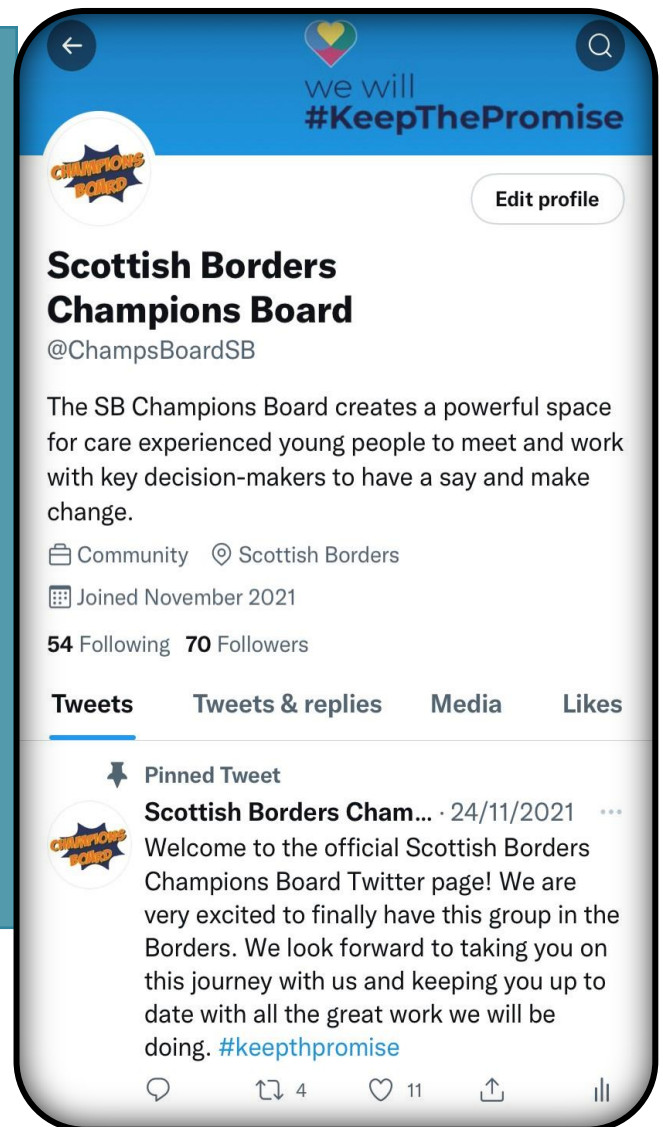 we will
#KeepThePromise
CHAMPIONS
BOARD
Edit profile
Scottish Borders
Champions Board
@ChampsBoardSB
The SB Champions Board creates a powerful space
for care experienced young people to meet and work
with key decision-makers to have a say and make
change.
Community Scottish Borders
Joined November 2021
54 Following 70 Followers
Tweets Tweets & replies Media Likes
Pinned Tweet
Scottish Borders Cham... · 24/11/2021 ···
CHAMPIONS
BOARD
Welcome to the official Scottish Borders
Champions Board Twitter page! We are
very excited to finally have this group in the
Borders. We look forward to taking you on
this journey with us and keeping you up to
date with all the great work we will be
doing. #keepthpromise
4 11